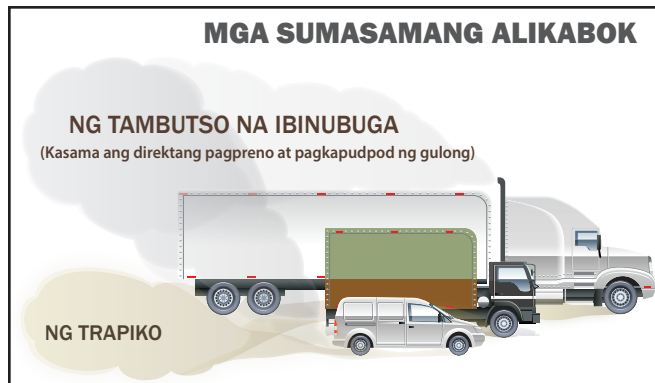 MGA SUMASAMANG ALIKABOK
NG TAMBUTSO NA IBINUBUGA
(Kasama ang direktang pagpreno at pagkapudpod ng gulong)
NG TRAPIKO